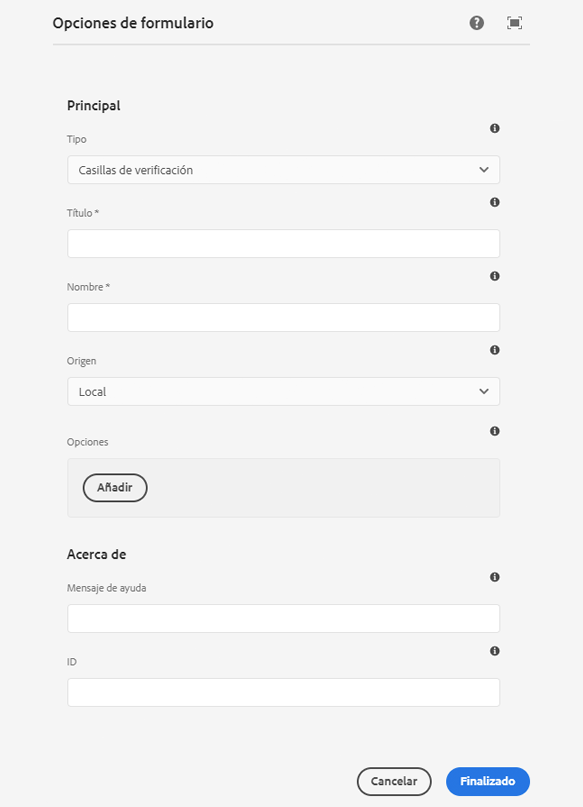 Opciones de formulario
Principal
Tipo
Casillas de verificación
Título *
Nombre *
Origen
Local
Opciones
Añadir
Acerca de
Mensaje de ayuda
ID
Cancelar
Finalizado